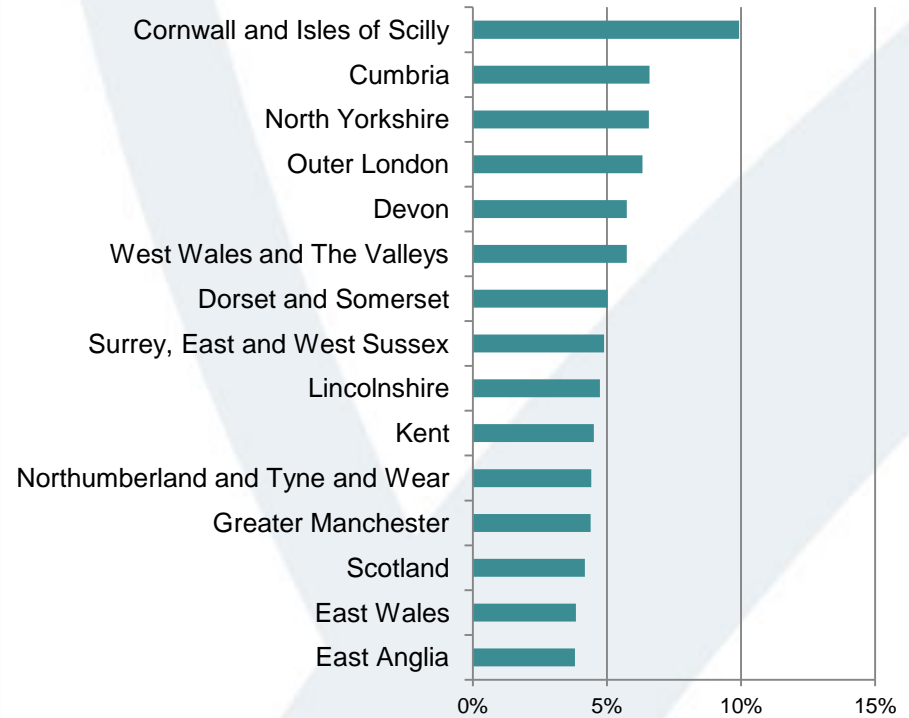 Cornwall and Isles of Scilly
Cumbria
North Yorkshire
Outer London
Devon
West Wales and The Valleys
Dorset and Somerset
Surrey, East and West Sussex
Lincolnshire
Kent
Northumberland and Tyne and Wear
Greater Manchester
Scotland
East Wales
East Anglia
0% 5% 10% 15%